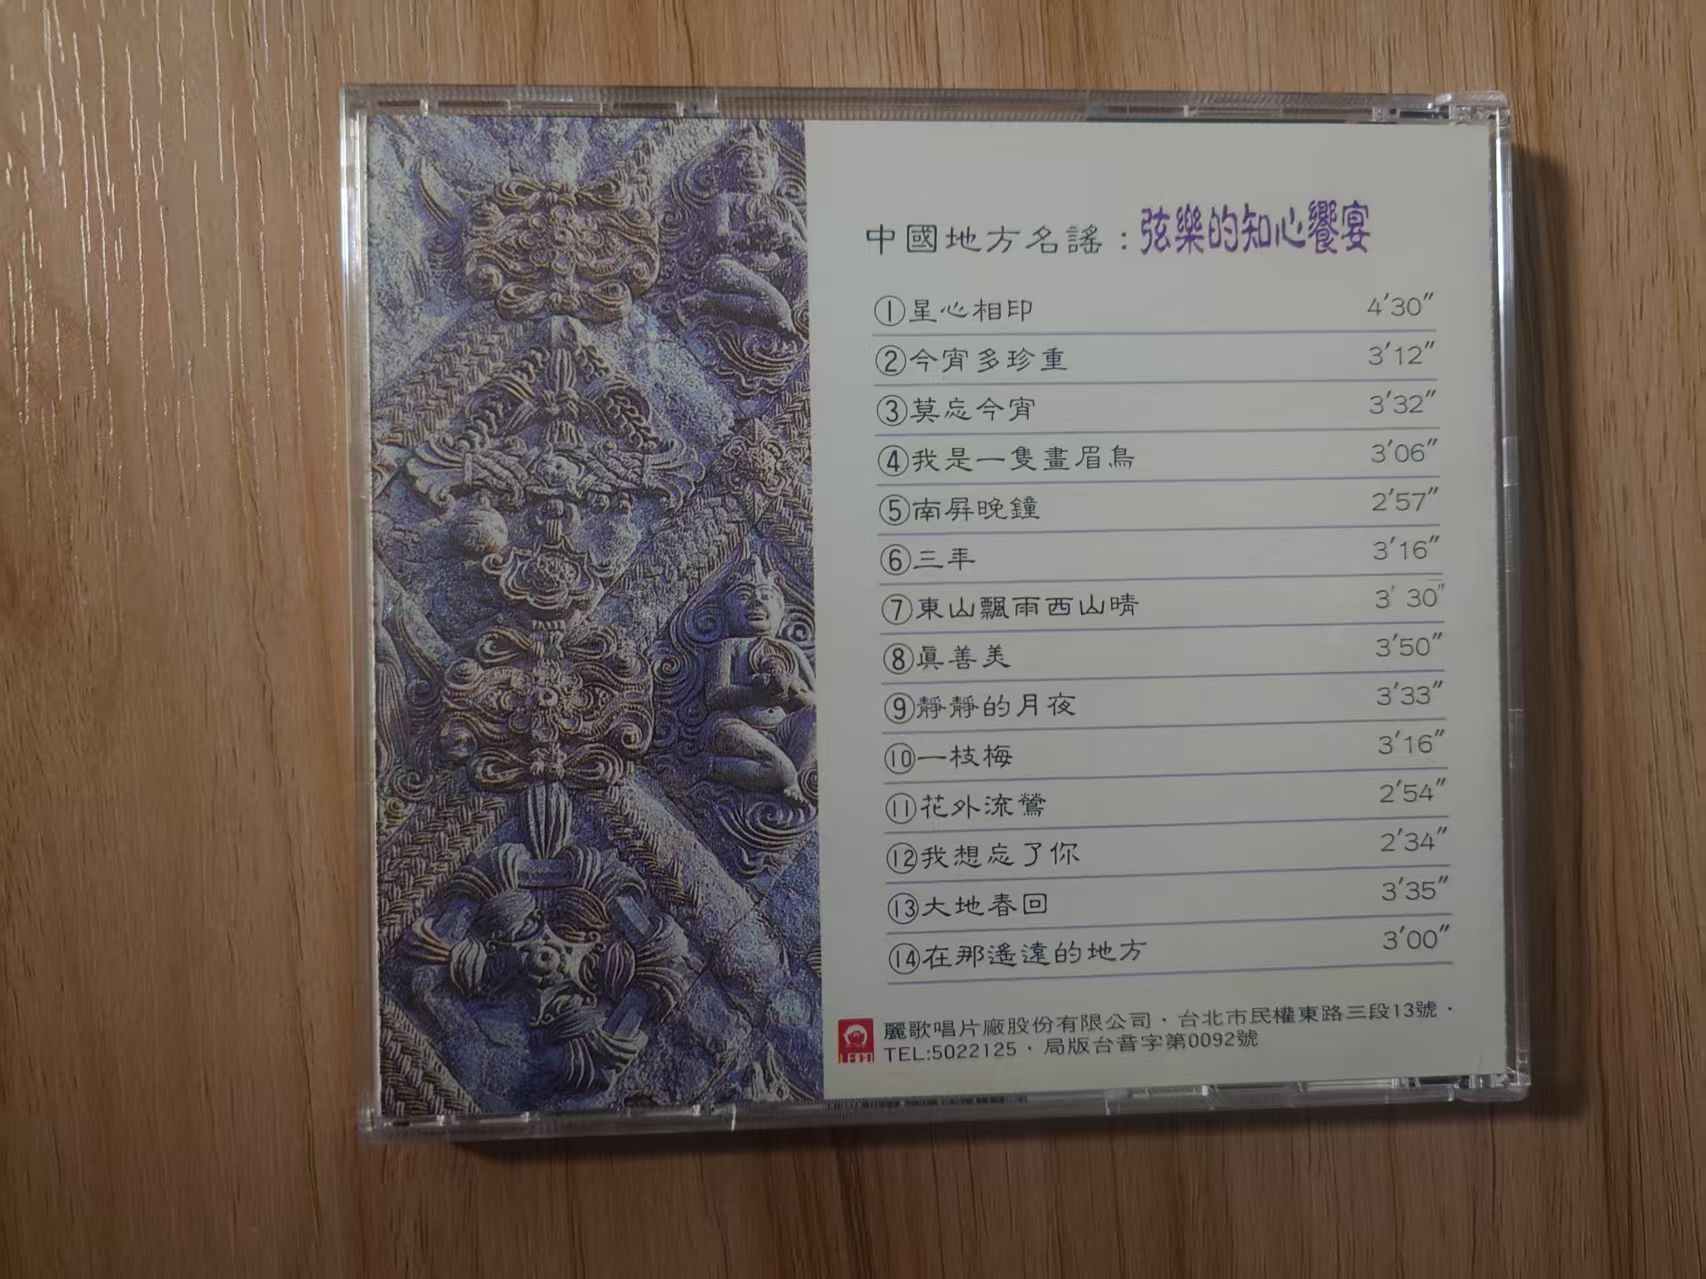 中國地方名謠：弦樂的知心饗宴
①星心相印 4′30″
②今宵多珍重 3′12″
③莫忘今宵 3′32″
④我是一隻畫眉鳥 3′06″
⑤南屏晚鐘 2′57″
⑥三年 3′16″
⑦東山飄雨西山晴 3′30″
⑧眞善美 3′50″
⑨靜靜的月夜 3′33″
⑩一枝梅 3′16″
⑪花外流鶯 2′54″
⑫我想忘了你 2′34″
⑬大地春回 3′35″
⑭在那遙遠的地方 3′00″
麗歌唱片廠股份有限公司·台北市民權東路三段13號·
TEL:5022125·局版台音字第0092號